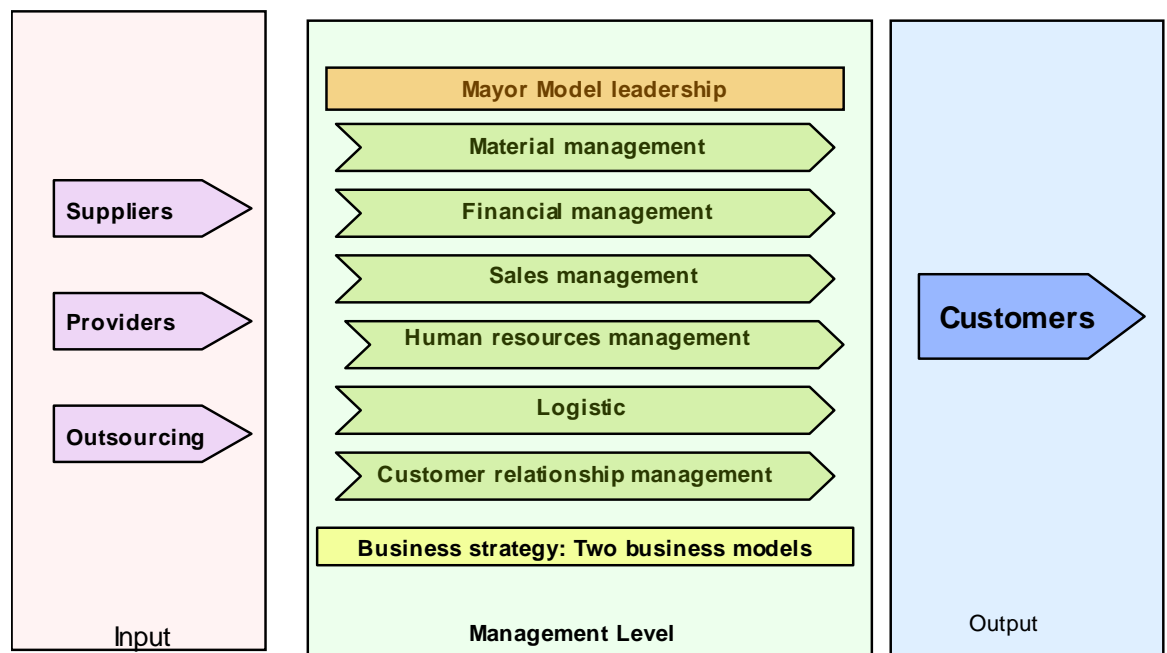 Suppliers
Providers
Outsourcing
Input
Mayor Model leadership
Material management
Financial management
Sales management
Human resources management
Logistic
Customer relationship management
Business strategy: Two business models
Management Level
Customers
Output